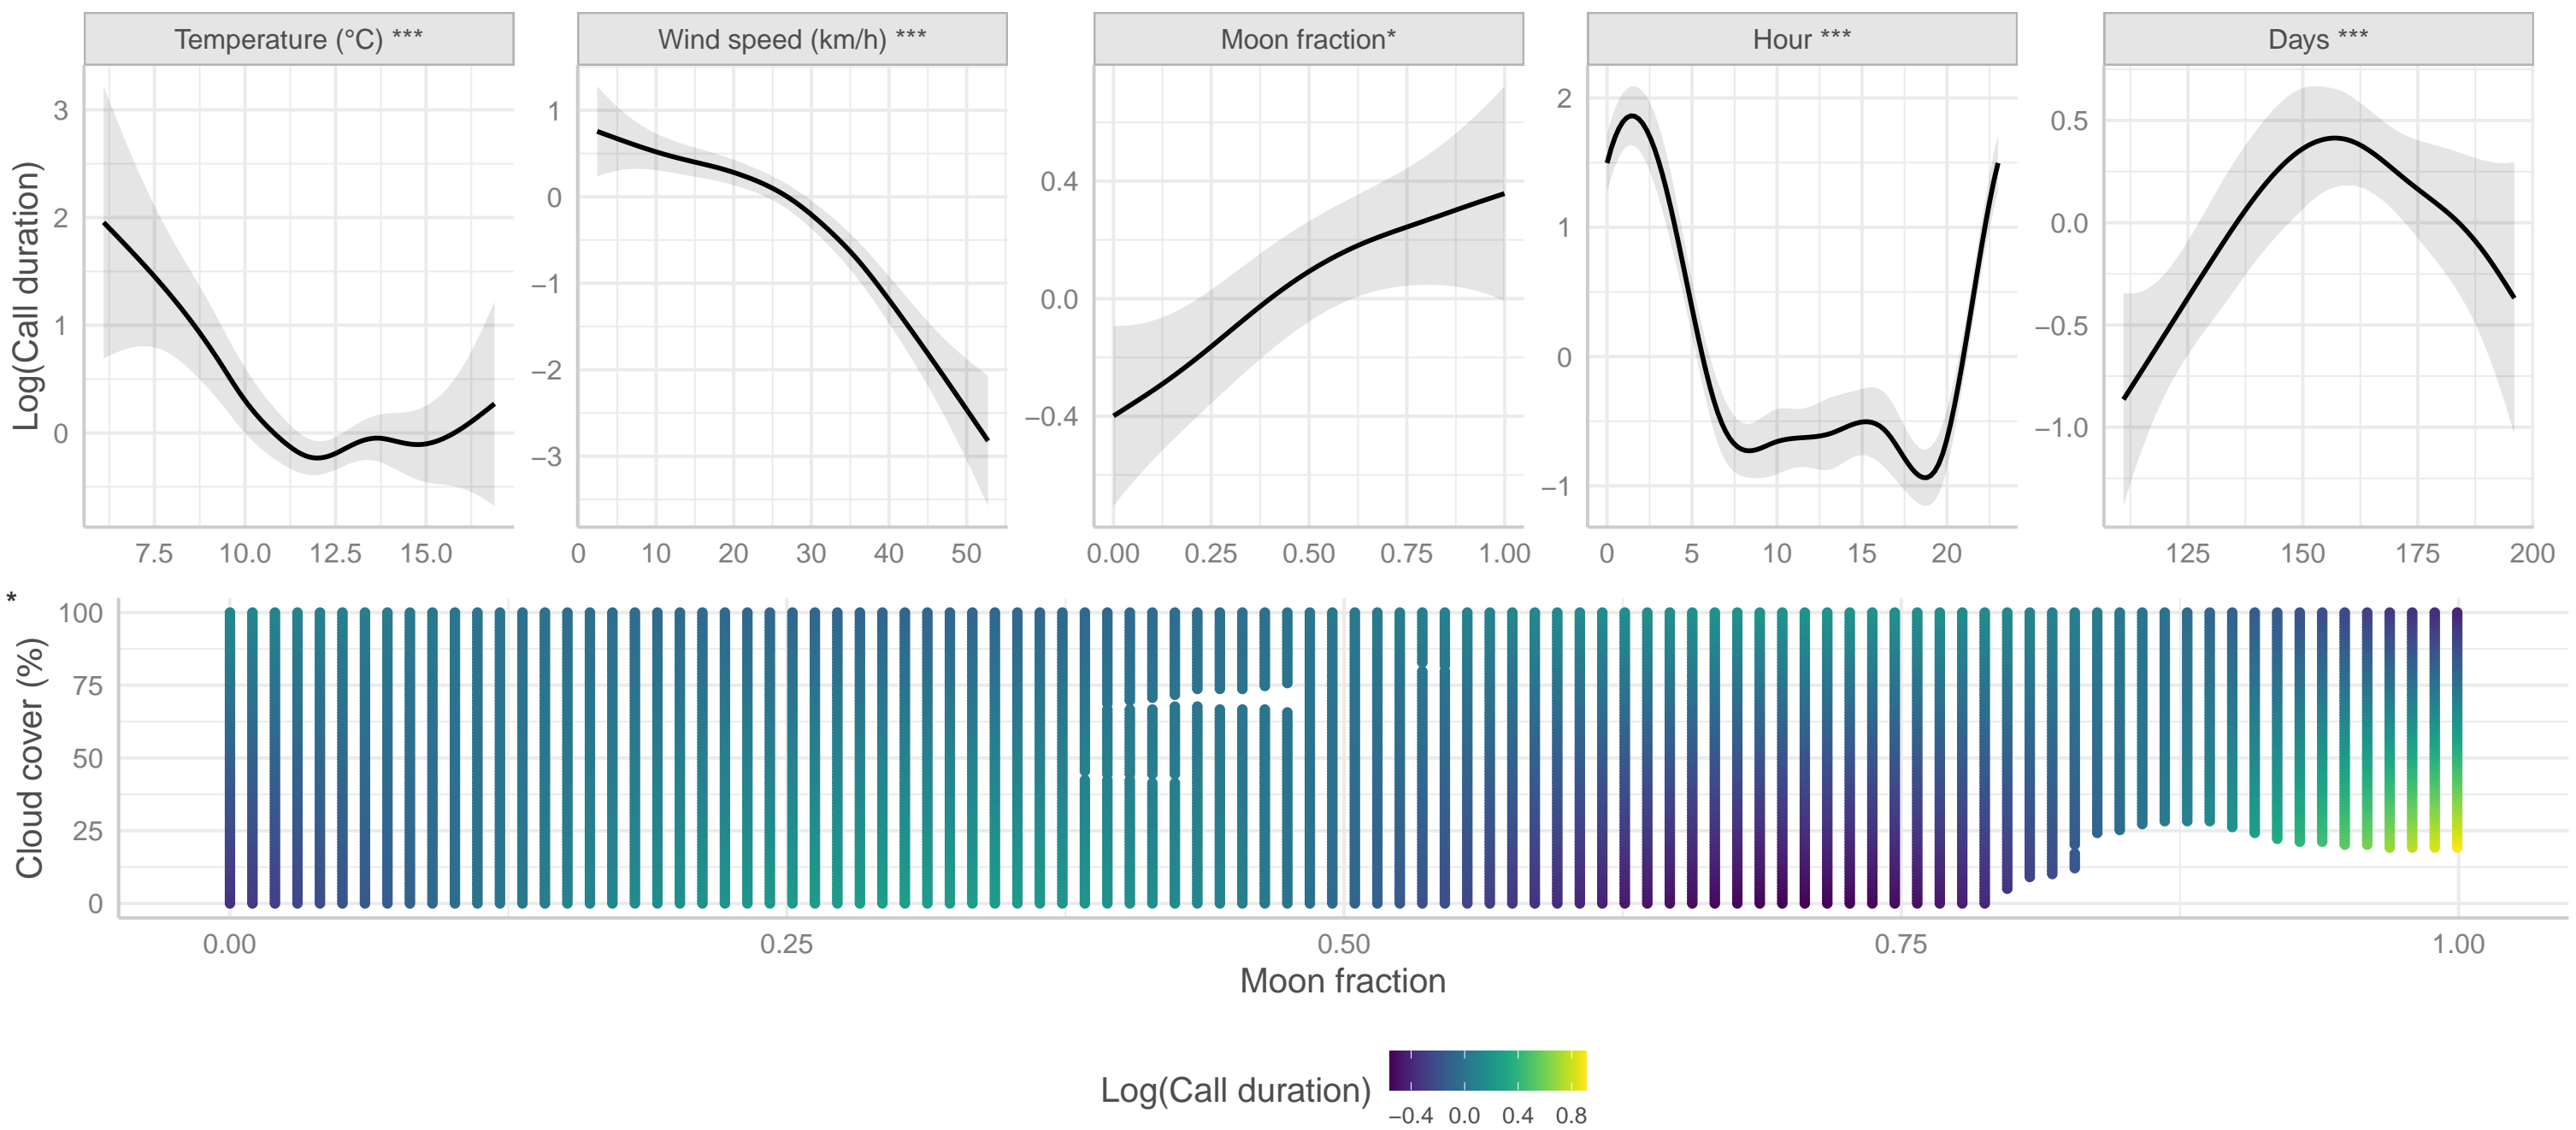 Temperature (°C) ***
Wind speed (km/h) ***
Moon fraction*
Hour ***
Days ***
Log(Call duration)
3
2
1
0
1
0
−1
−2
−3
0.4
0.0
−0.4
2
1
0
−1
0.5
0.0
−0.5
−1.0
7.5 10.0 12.5 15.0
0 10 20 30 40 50
0.00 0.25 0.50 0.75 1.00
0 5 10 15 20
125 150 175 200
*
Cloud cover (%)
100
75
50
25
0
0.00 0.25 0.50 0.75 1.00
Moon fraction
Log(Call duration)
−0.4 0.0 0.4 0.8